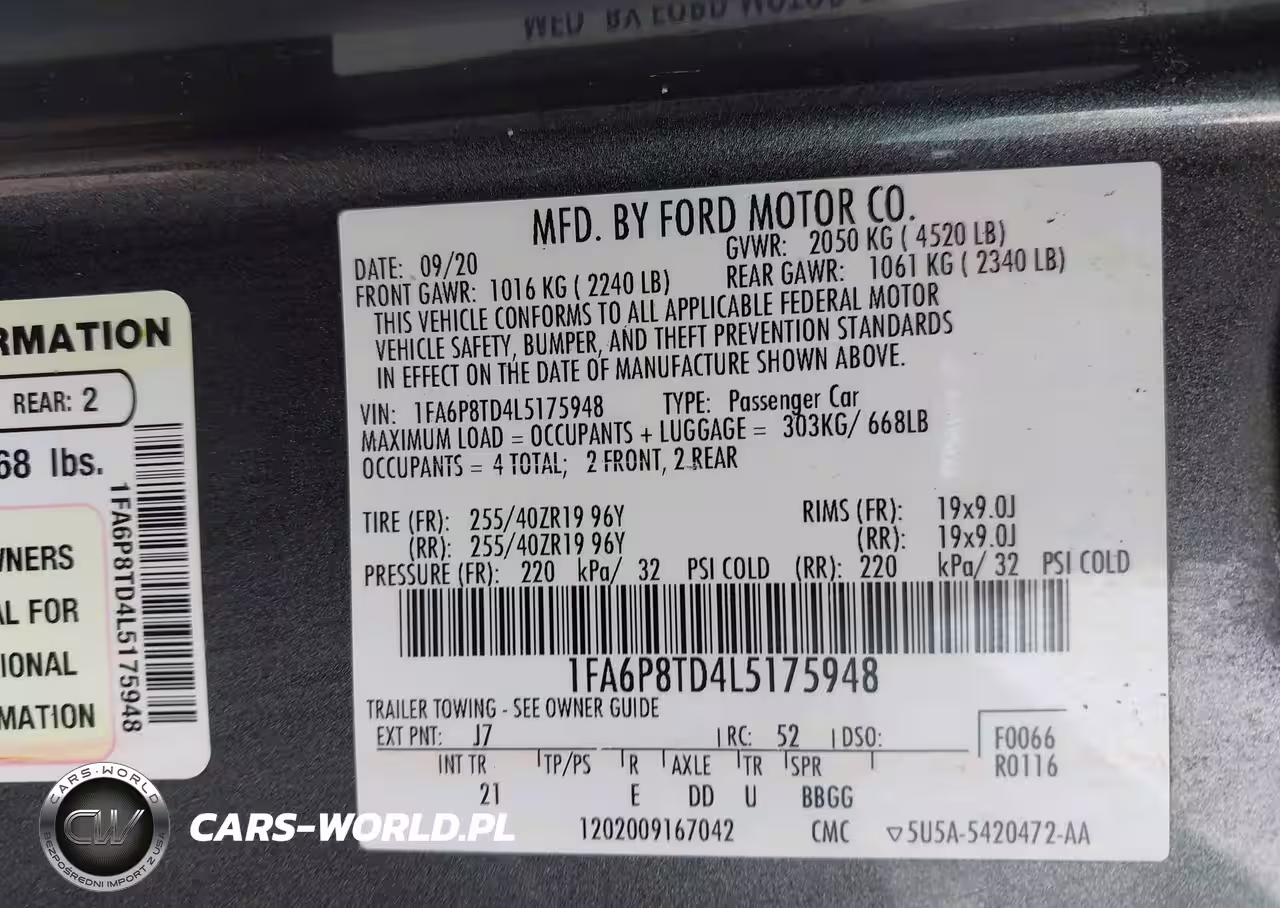 MFD. BY FORD MOTOR CO.
DATE: 09/20 GVWR: 2050 KG ( 4520 LB)
FRONT GAWR: 1016 KG ( 2240 LB) REAR GAWR: 1061 KG ( 2340 LB)
THIS VEHICLE CONFORMS TO ALL APPLICABLE FEDERAL MOTOR
VEHICLE SAFETY, BUMPER, AND THEFT PREVENTION STANDARDS
IN EFFECT ON THE DATE OF MANUFACTURE SHOWN ABOVE.
VIN: 1FA6P8TD4L5175948 TYPE: Passenger Car
MAXIMUM LOAD = OCCUPANTS + LUGGAGE = 303KG/ 668LB
OCCUPANTS = 4 TOTAL; 2 FRONT, 2 REAR
TIRE (FR): 255/40ZR19 96Y RIMS (FR): 19x9.0J
(RR): 255/40ZR19 96Y (RR): 19x9.0J
PRESSURE (FR): 220 kPa/ 32 PSI COLD (RR): 220 kPa/ 32 PSI COLD
1FA6P8TD4L5175948
TRAILER TOWING - SEE OWNER GUIDE
EXT PNT: J7 RC: 52 DSO: F0066
R0116
INT TR TP/PS R AXLE TR SPR
21 E DD U BBGG
1202009167042 CMC ▽5U5A-5420472-AA
RMATION
REAR: 2
68 lbs.
WNERS
AL FOR
IONAL
MATION
1FA6P8TD4L5175948
CARS-WORLD
CW
BEZPOŚREDNI IMPORT Z USA
CARS-WORLD.PL